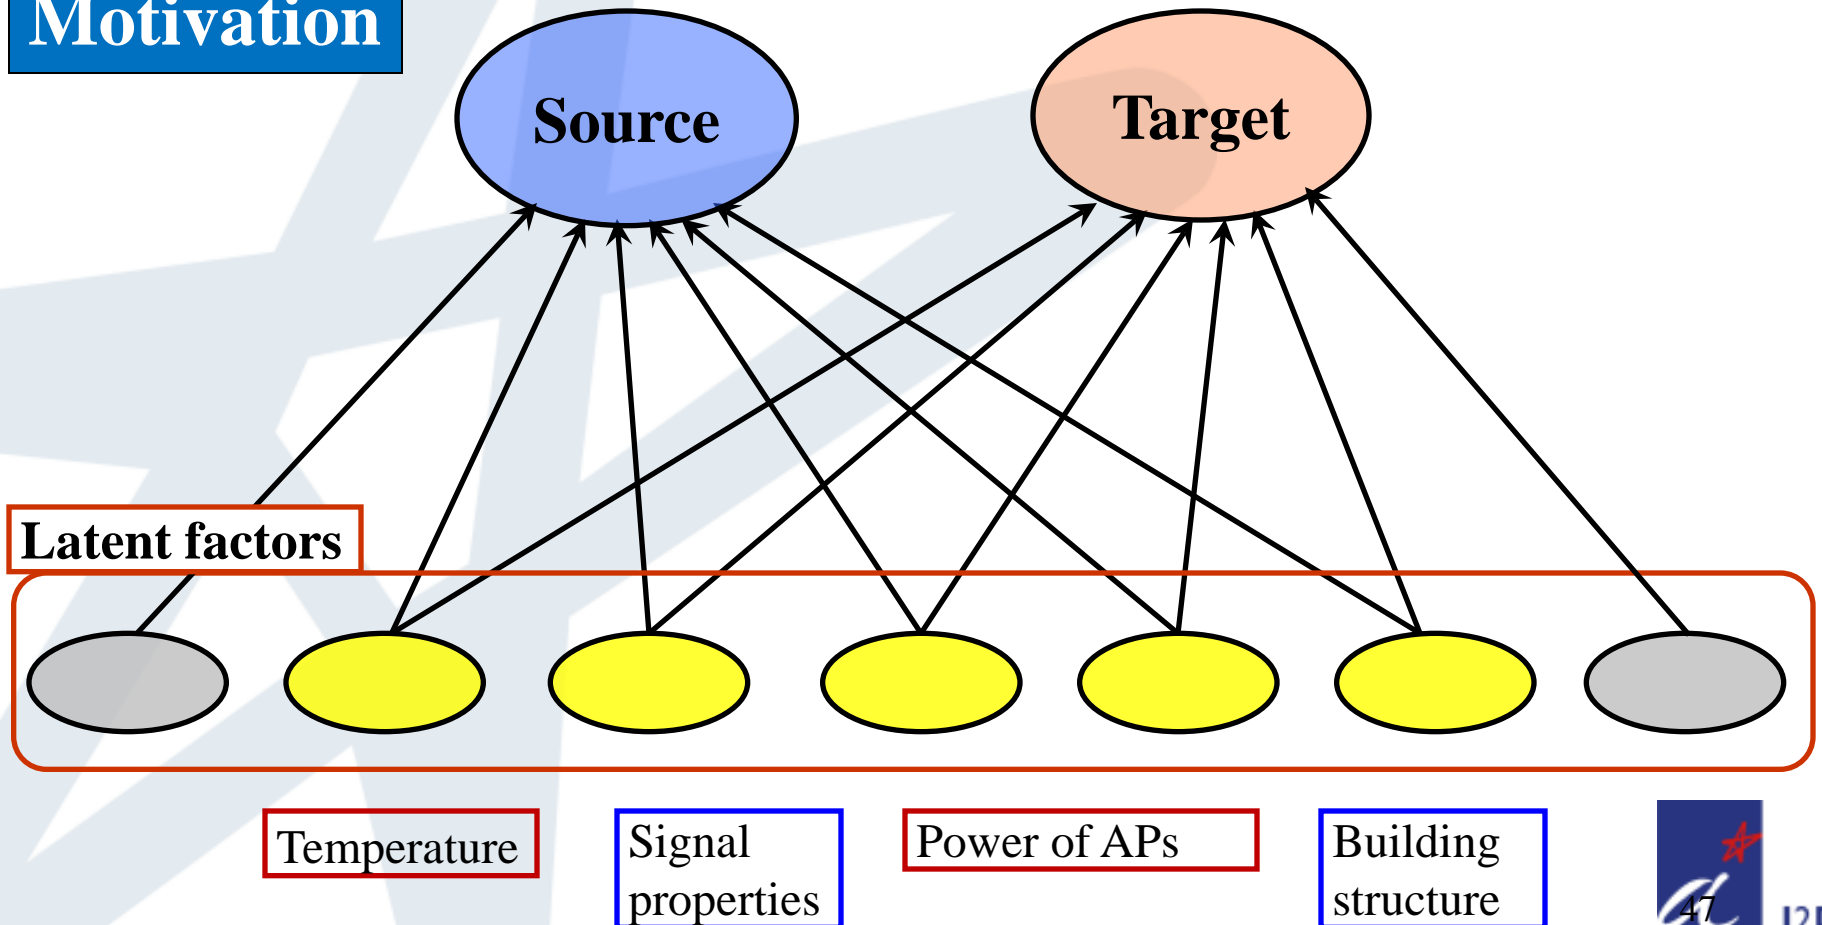 Motivation
Source
Target
Latent factors
Temperature
Signal
properties
Power of APs
Building
structure
47